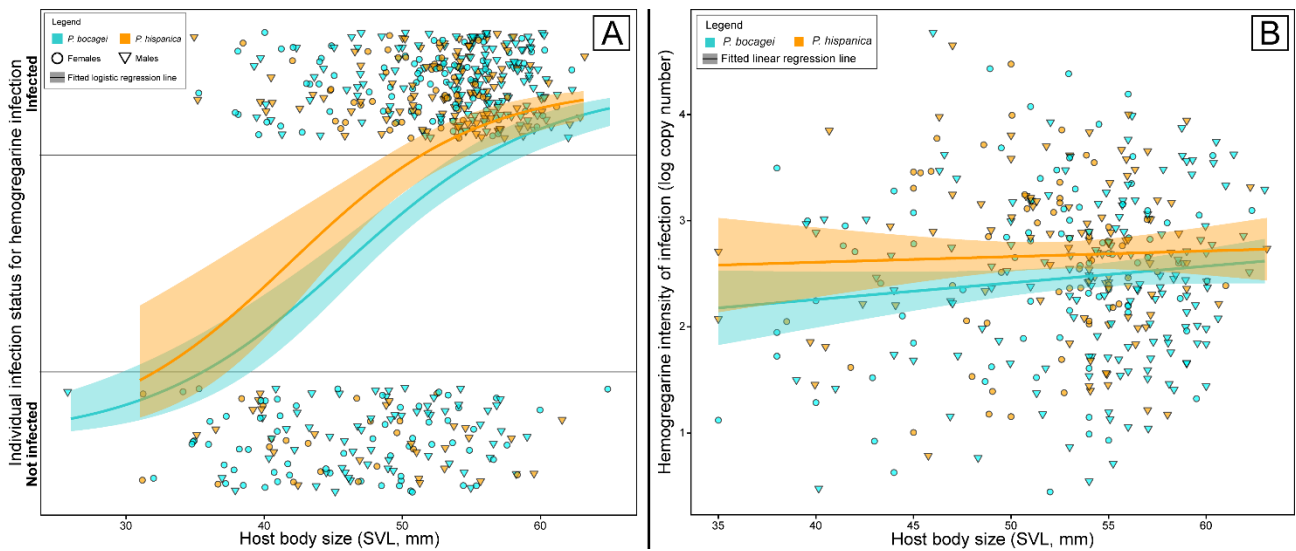 A
Legend
P. bocagei P. hispanica
Females Males
Fitted logistic regression line
Individual infection status for hemogregarine infection
Infected
Not infected
30 40 50 60
Host body size (SVL, mm)
B
Legend
P. bocagei P. hispanica
Fitted linear regression line
Hemogregarine intensity of infection (log copy number)
4
3
2
1
35 40 45 50 55 60
Host body size (SVL, mm)